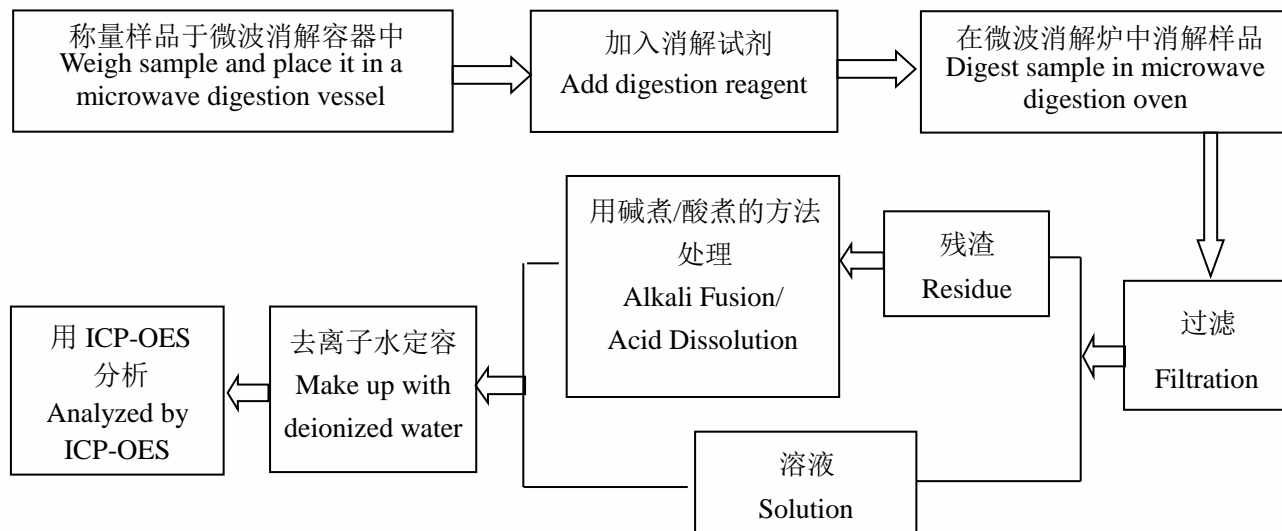 称量样品于微波消解容器中
Weigh sample and place it in a
microwave digestion vessel
加入消解试剂
Add digestion reagent
在微波消解炉中消解样品
Digest sample in microwave
digestion oven
过滤
Filtration
残渣
Residue
用碱煮/酸煮的方法
处理
Alkali Fusion/
Acid Dissolution
溶液
Solution
去离子水定容
Make up with
deionized water
用 ICP-OES
分析
Analyzed by
ICP-OES